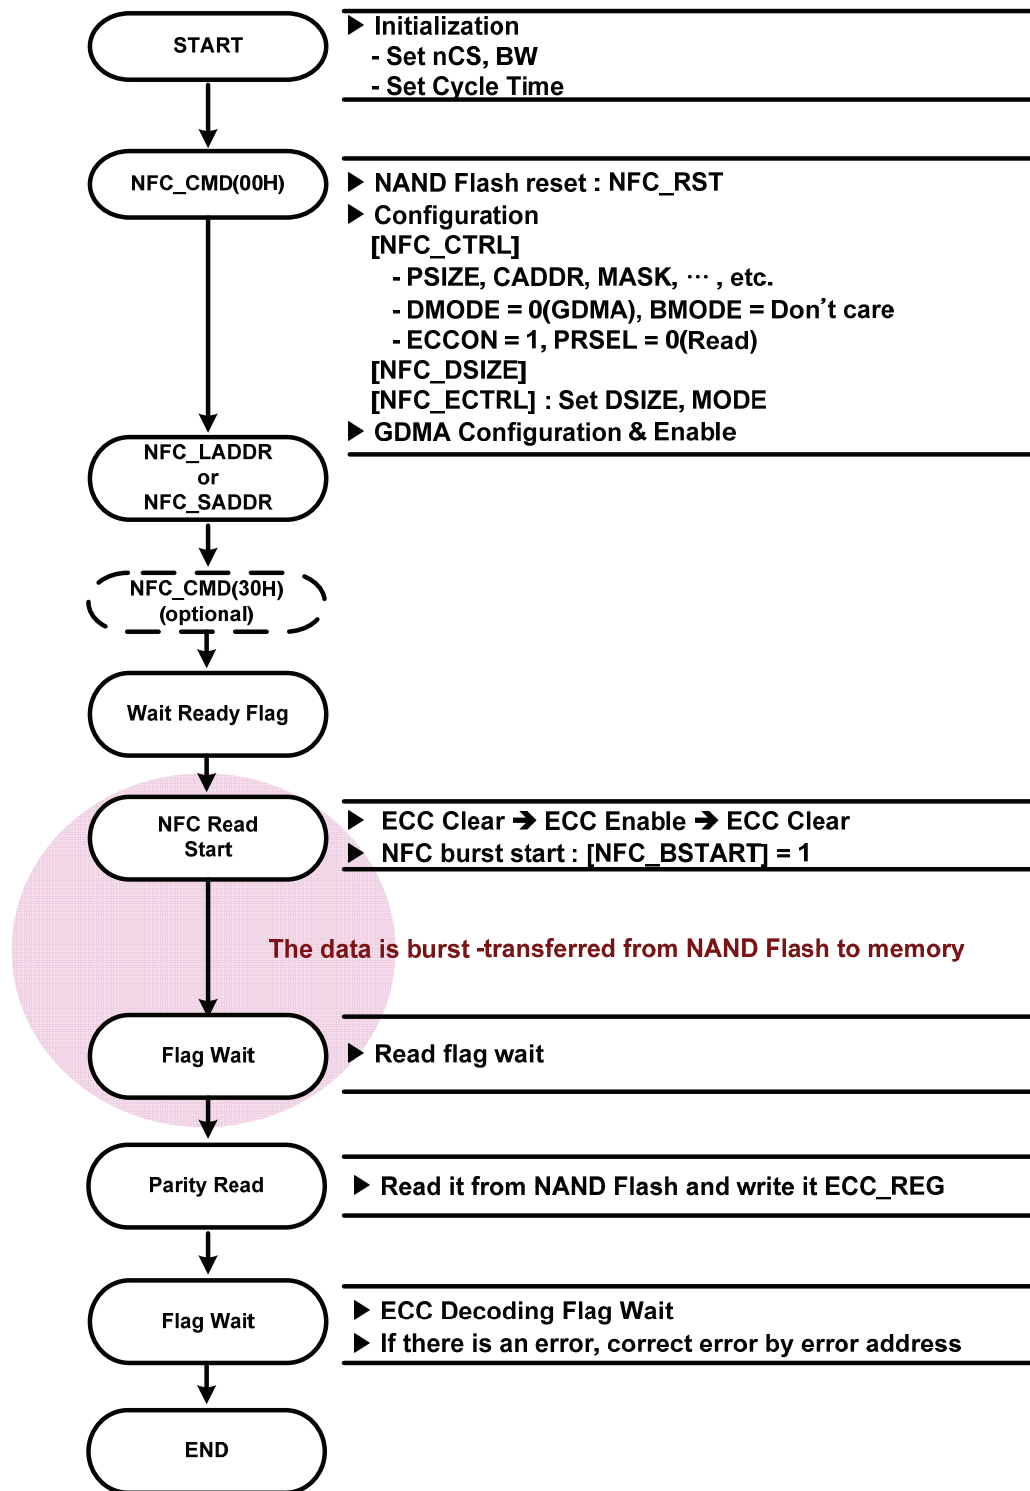 START
▶ Initialization
- Set nCS, BW
- Set Cycle Time
NFC_CMD(00H)
▶ NAND Flash reset : NFC_RST
▶ Configuration
[NFC_CTRL]
- PSIZE, CADDR, MASK, ··· , etc.
- DMODE = 0(GDMA), BMODE = Don't care
- ECCON = 1, PRSEL = 0(Read)
[NFC_DSIZE]
[NFC_ECTRL] : Set DSIZE, MODE
▶ GDMA Configuration & Enable
NFC_LADDR
or
NFC_SADDR
NFC_CMD(30H)
(optional)
Wait Ready Flag
NFC Read
Start
▶ ECC Clear ➔ ECC Enable ➔ ECC Clear
▶ NFC burst start : [NFC_BSTART] = 1
The data is burst -transferred from NAND Flash to memory
Flag Wait
▶ Read flag wait
Parity Read
▶ Read it from NAND Flash and write it ECC_REG
Flag Wait
▶ ECC Decoding Flag Wait
▶ If there is an error, correct error by error address
END